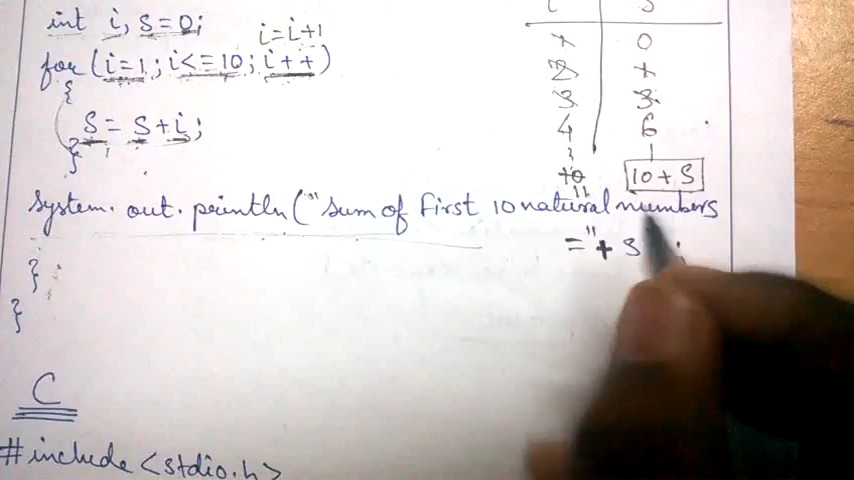 i S
int i, S=0;
i=i+1
for (i=1; i<=10; i++)
{
S = S+i;
}
1 0
2 1
3 3
4 6
10 10+S
11
System.out.println("Sum of First 10 natural numbers
="+ S ;
}
}
C
#include <stdio.h>